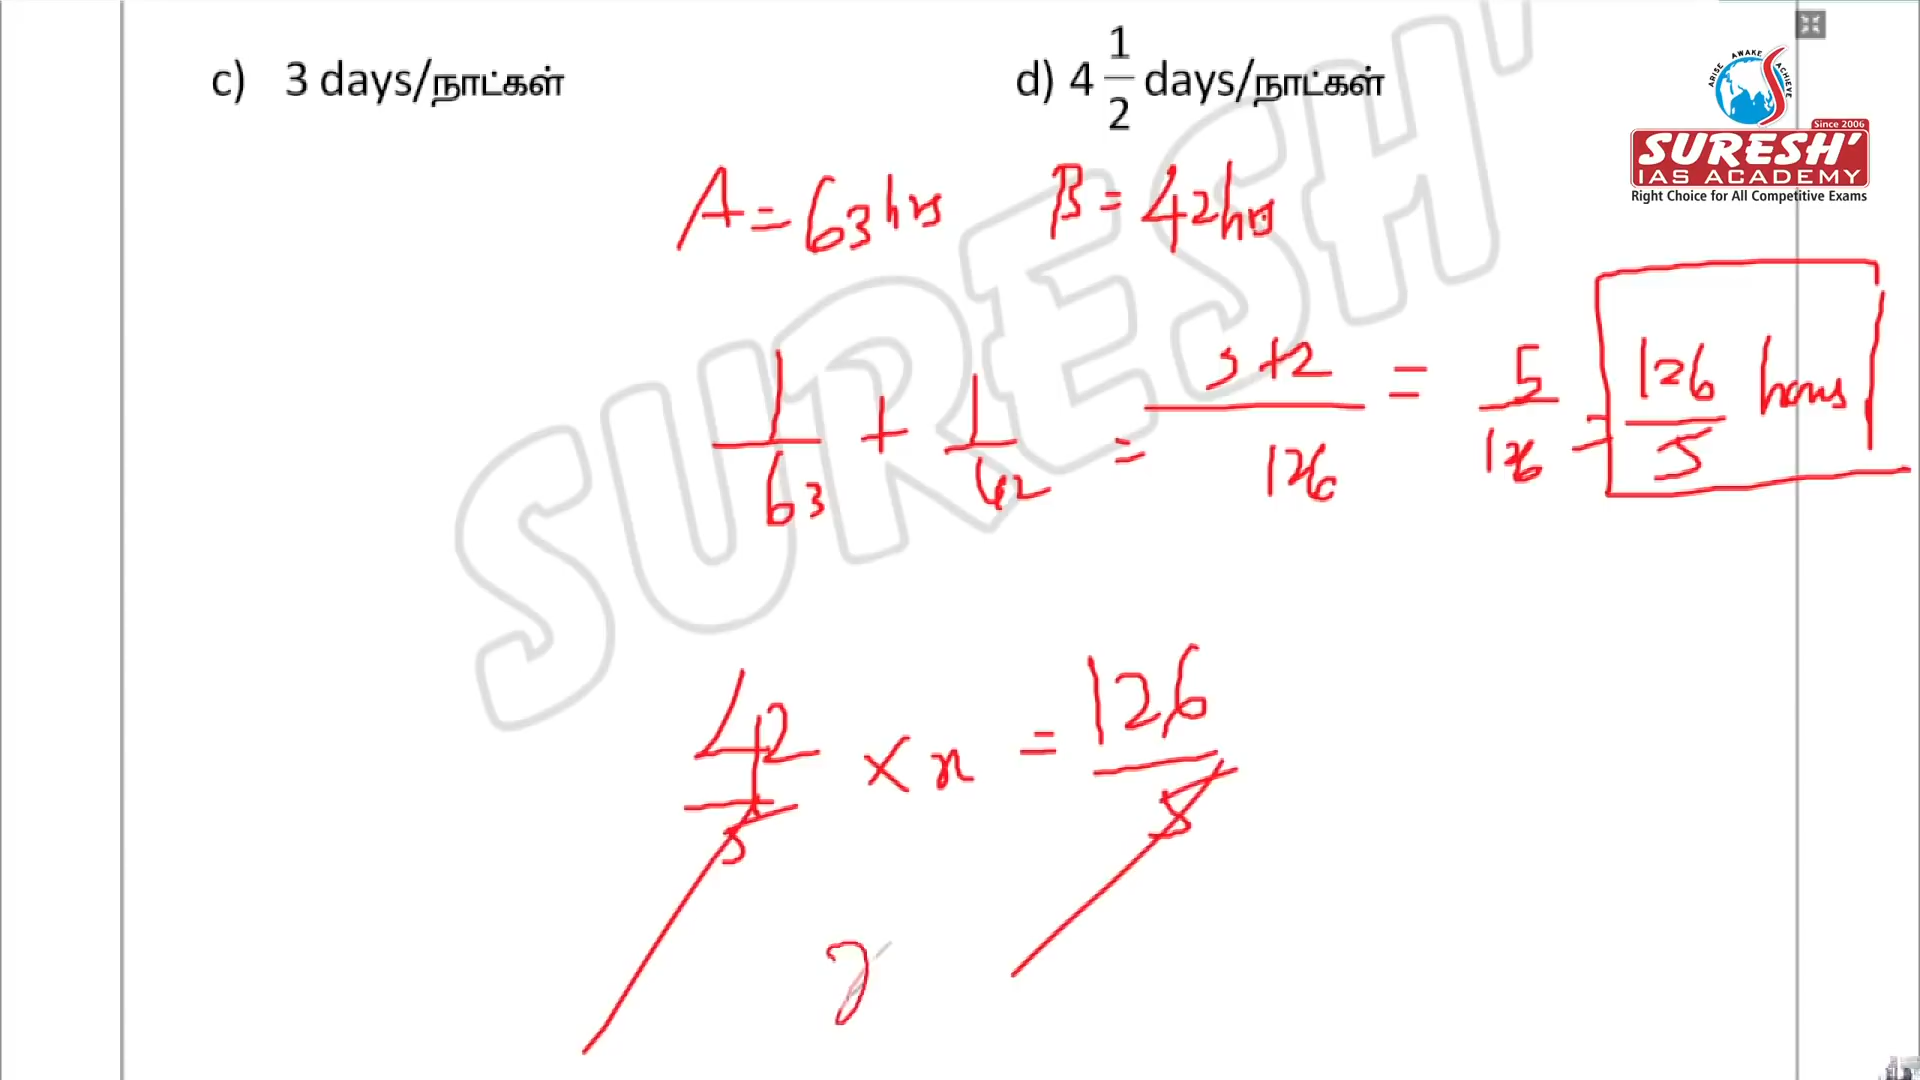 c) 3 days/நாட்கள் d) 4 1/2 days/நாட்கள்
ARISE AWAKE ACHIEVE
Since 2006
SURESH'
IAS ACADEMY
Right Choice for All Competitive Exams
A = 63 hrs B = 42 hrs
1/63 + 1/42 = 3+2/126 = 5/126 = 126/5 hours
42/5 × x = 126/5
SURESH'